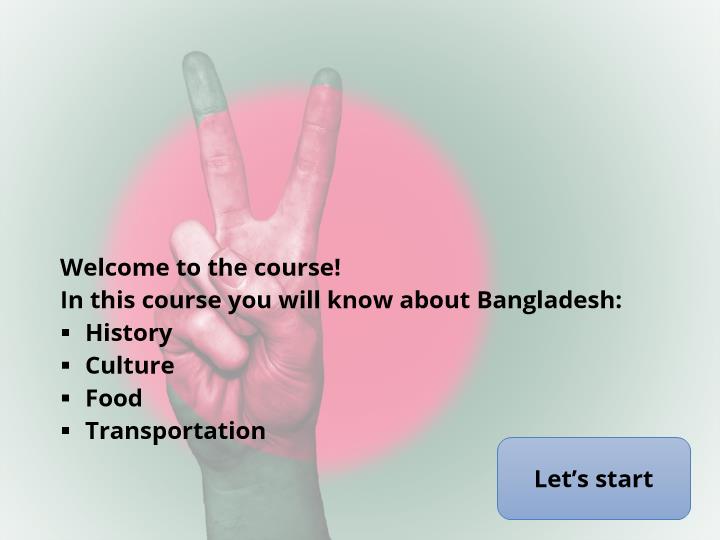 Welcome to the course!
In this course you will know about Bangladesh:
▪ History
▪ Culture
▪ Food
▪ Transportation
Let’s start